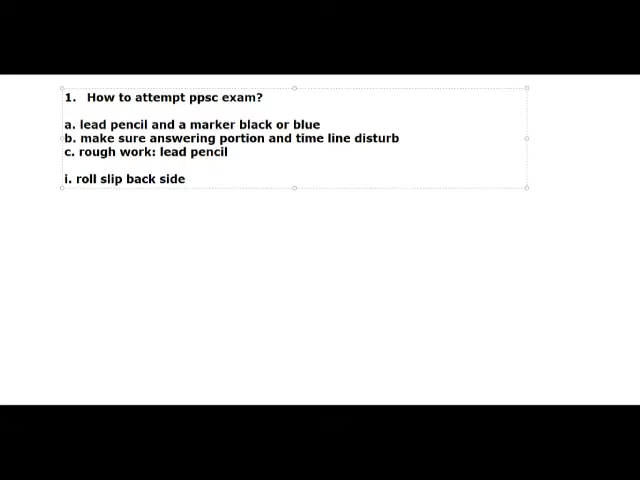 1. How to attempt ppsc exam?
a. lead pencil and a marker black or blue
b. make sure answering portion and time line disturb
c. rough work: lead pencil
i. roll slip back side